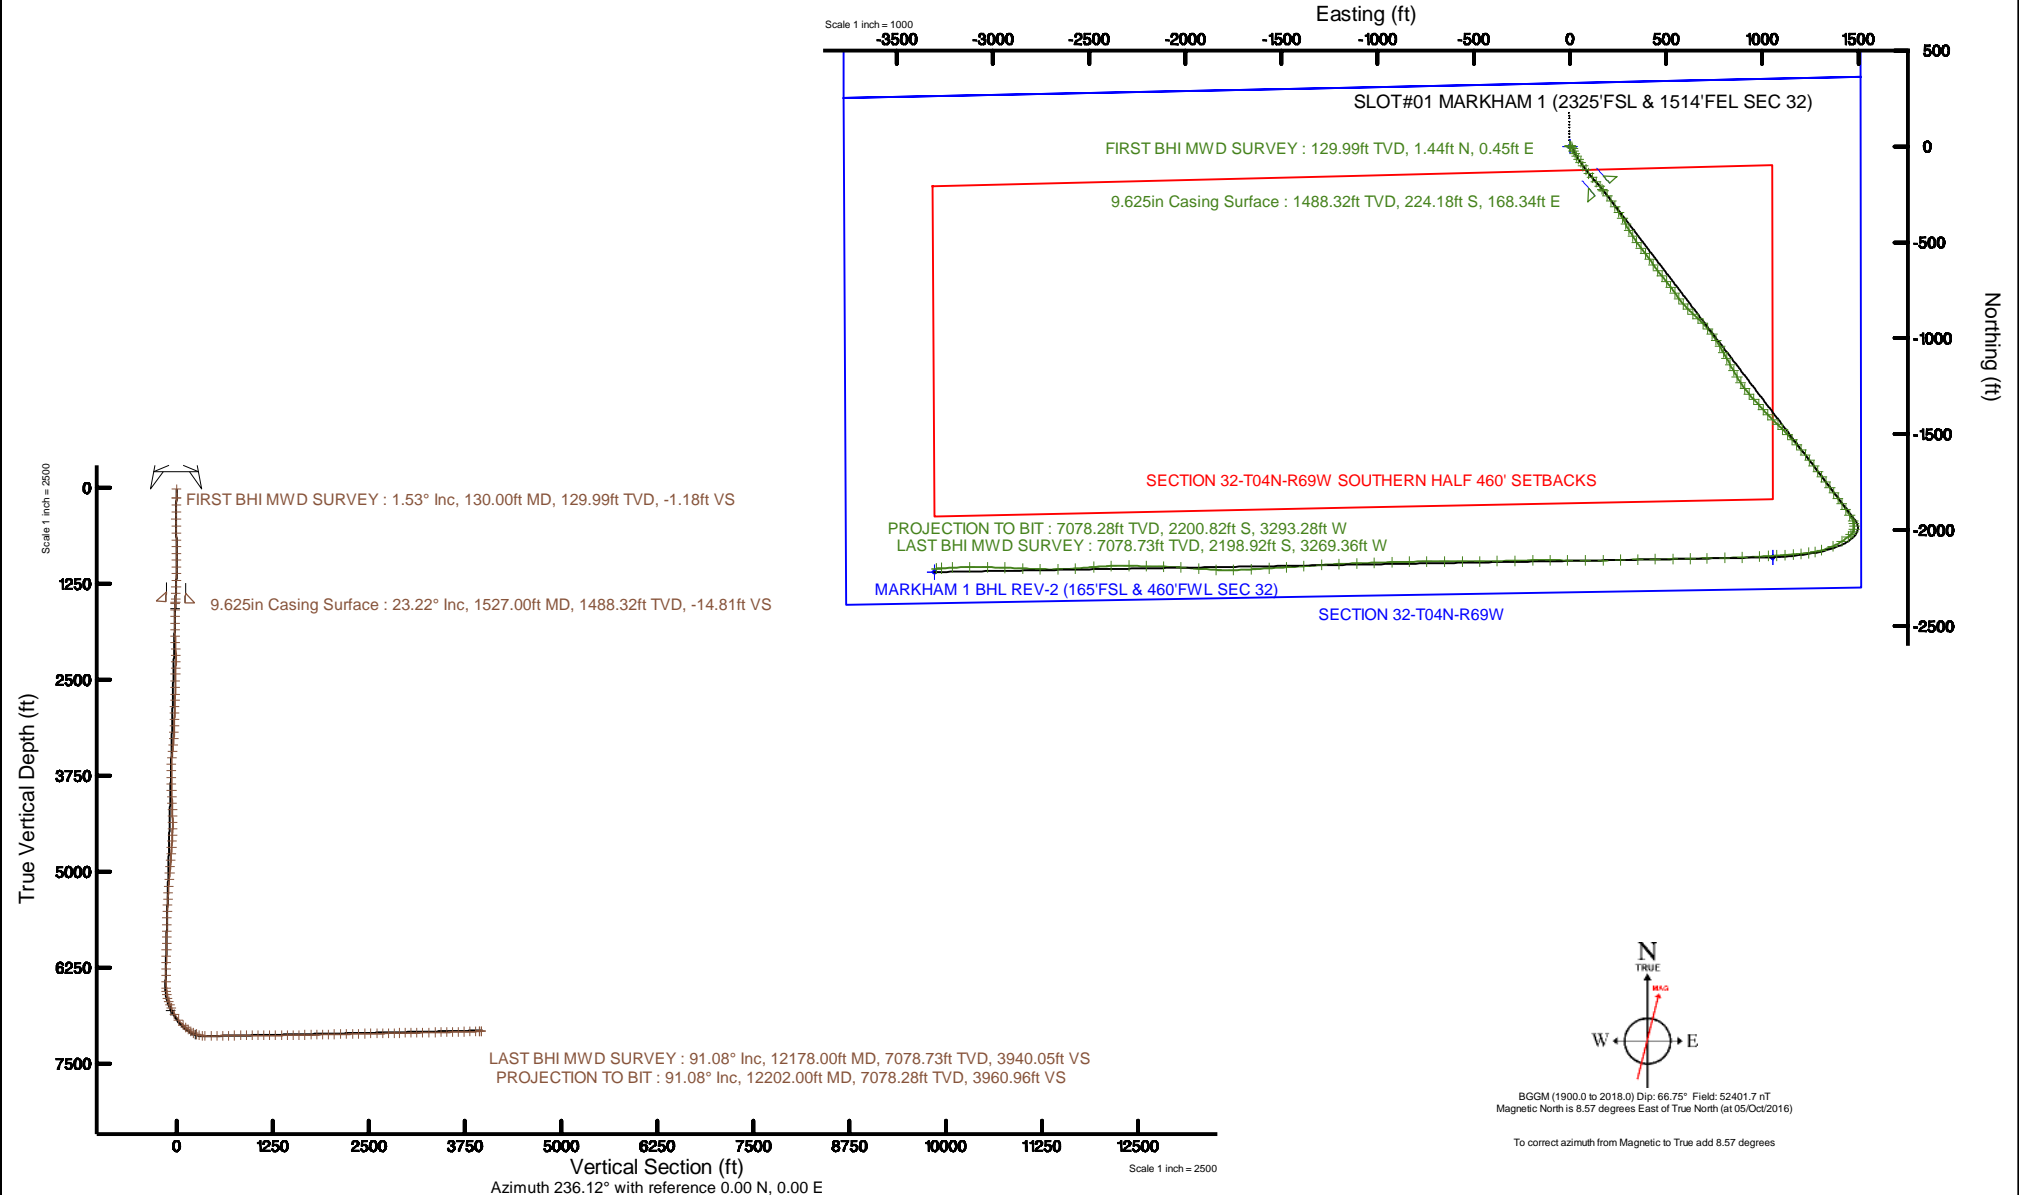 Scale 1 inch = 1000
Easting (ft)
-3500 -3000 -2500 -2000 -1500 -1000 -500 0 500 1000 1500
500
0
-500
-1000
-1500
-2000
-2500
Northing (ft)
SLOT#01 MARKHAM 1 (2325'FSL & 1514'FEL SEC 32)
FIRST BHI MWD SURVEY : 129.99ft TVD, 1.44ft N, 0.45ft E
9.625in Casing Surface : 1488.32ft TVD, 224.18ft S, 168.34ft E
SECTION 32-T04N-R69W SOUTHERN HALF 460' SETBACKS
PROJECTION TO BIT : 7078.28ft TVD, 2200.82ft S, 3293.28ft W
LAST BHI MWD SURVEY : 7078.73ft TVD, 2198.92ft S, 3269.36ft W
MARKHAM 1 BHL REV-2 (165'FSL & 460'FWL SEC 32)
SECTION 32-T04N-R69W
Scale 1 inch = 2500
True Vertical Depth (ft)
0
1250
2500
3750
5000
6250
7500
FIRST BHI MWD SURVEY : 1.53° Inc, 130.00ft MD, 129.99ft TVD, -1.18ft VS
9.625in Casing Surface : 23.22° Inc, 1527.00ft MD, 1488.32ft TVD, -14.81ft VS
LAST BHI MWD SURVEY : 91.08° Inc, 12178.00ft MD, 7078.73ft TVD, 3940.05ft VS
PROJECTION TO BIT : 91.08° Inc, 12202.00ft MD, 7078.28ft TVD, 3960.96ft VS
0 1250 2500 3750 5000 6250 7500 8750 10000 11250 12500
Vertical Section (ft)
Scale 1 inch = 2500
Azimuth 236.12° with reference 0.00 N, 0.00 E
N
TRUE
MAG
W
E
BGGM (1900.0 to 2018.0) Dip: 66.75° Field: 52401.7 nT
Magnetic North is 8.57 degrees East of True North (at 05/Oct/2016)
To correct azimuth from Magnetic to True add 8.57 degrees